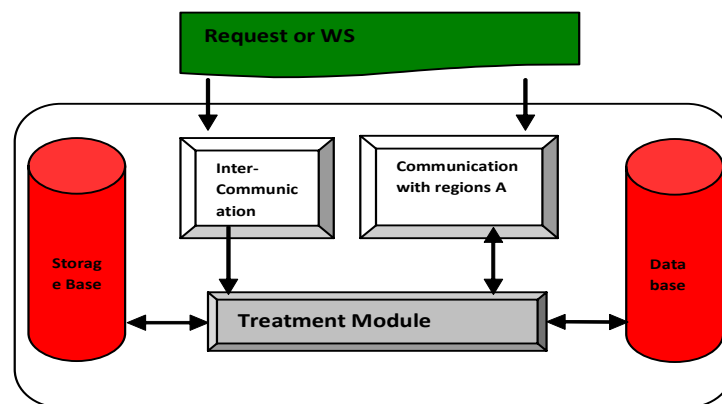 Request or WS
Inter-
Communic
ation
Communication
with regions A
Storag
e Base
Data
base
Treatment Module